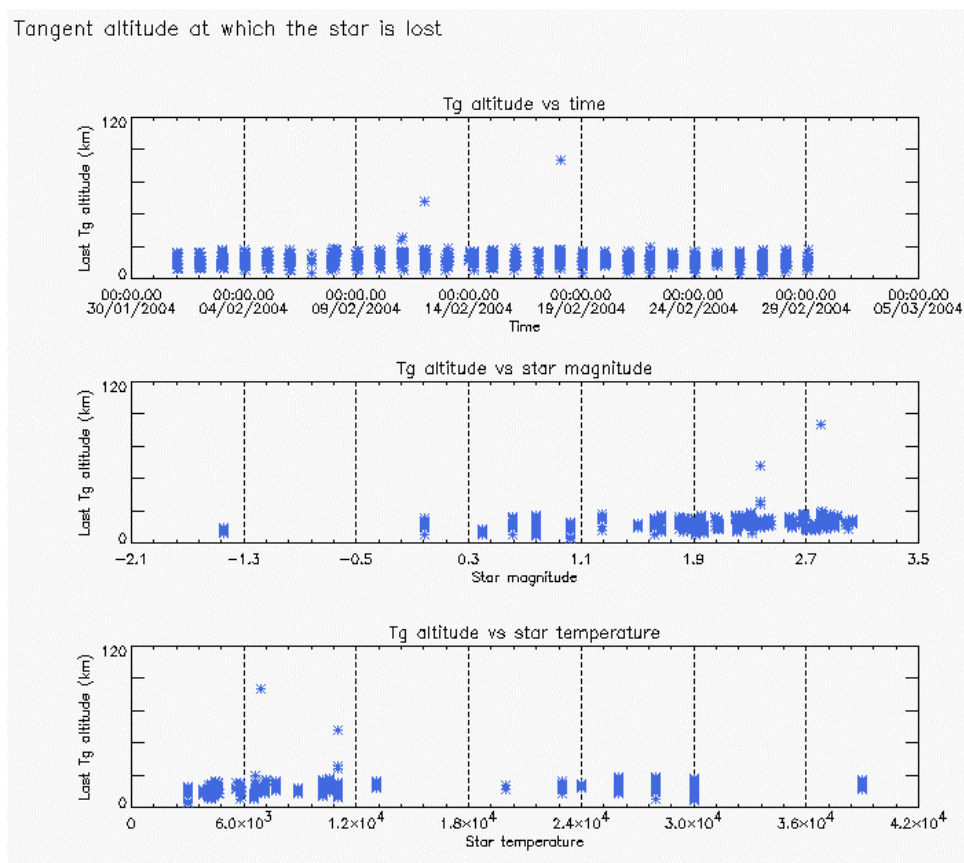 Tangent altitude at which the star is lost
Tg altitude vs time
120
Last Tg altitude (km)
0
00:00.00 00:00.00 00:00.00 00:00.00 00:00.00 00:00.00 00:00.00 00:00.00
30/01/2004 04/02/2004 09/02/2004 14/02/2004 19/02/2004 24/02/2004 29/02/2004 05/03/2004
Time
Tg altitude vs star magnitude
120
Last Tg altitude (km)
0
−2.1 −1.3 −0.5 0.3 1.1 1.9 2.7 3.5
Star magnitude
Tg altitude vs star temperature
120
Last Tg altitude (km)
0
0 6.0×10³ 1.2×10⁴ 1.8×10⁴ 2.4×10⁴ 3.0×10⁴ 3.6×10⁴ 4.2×10⁴
Star temperature